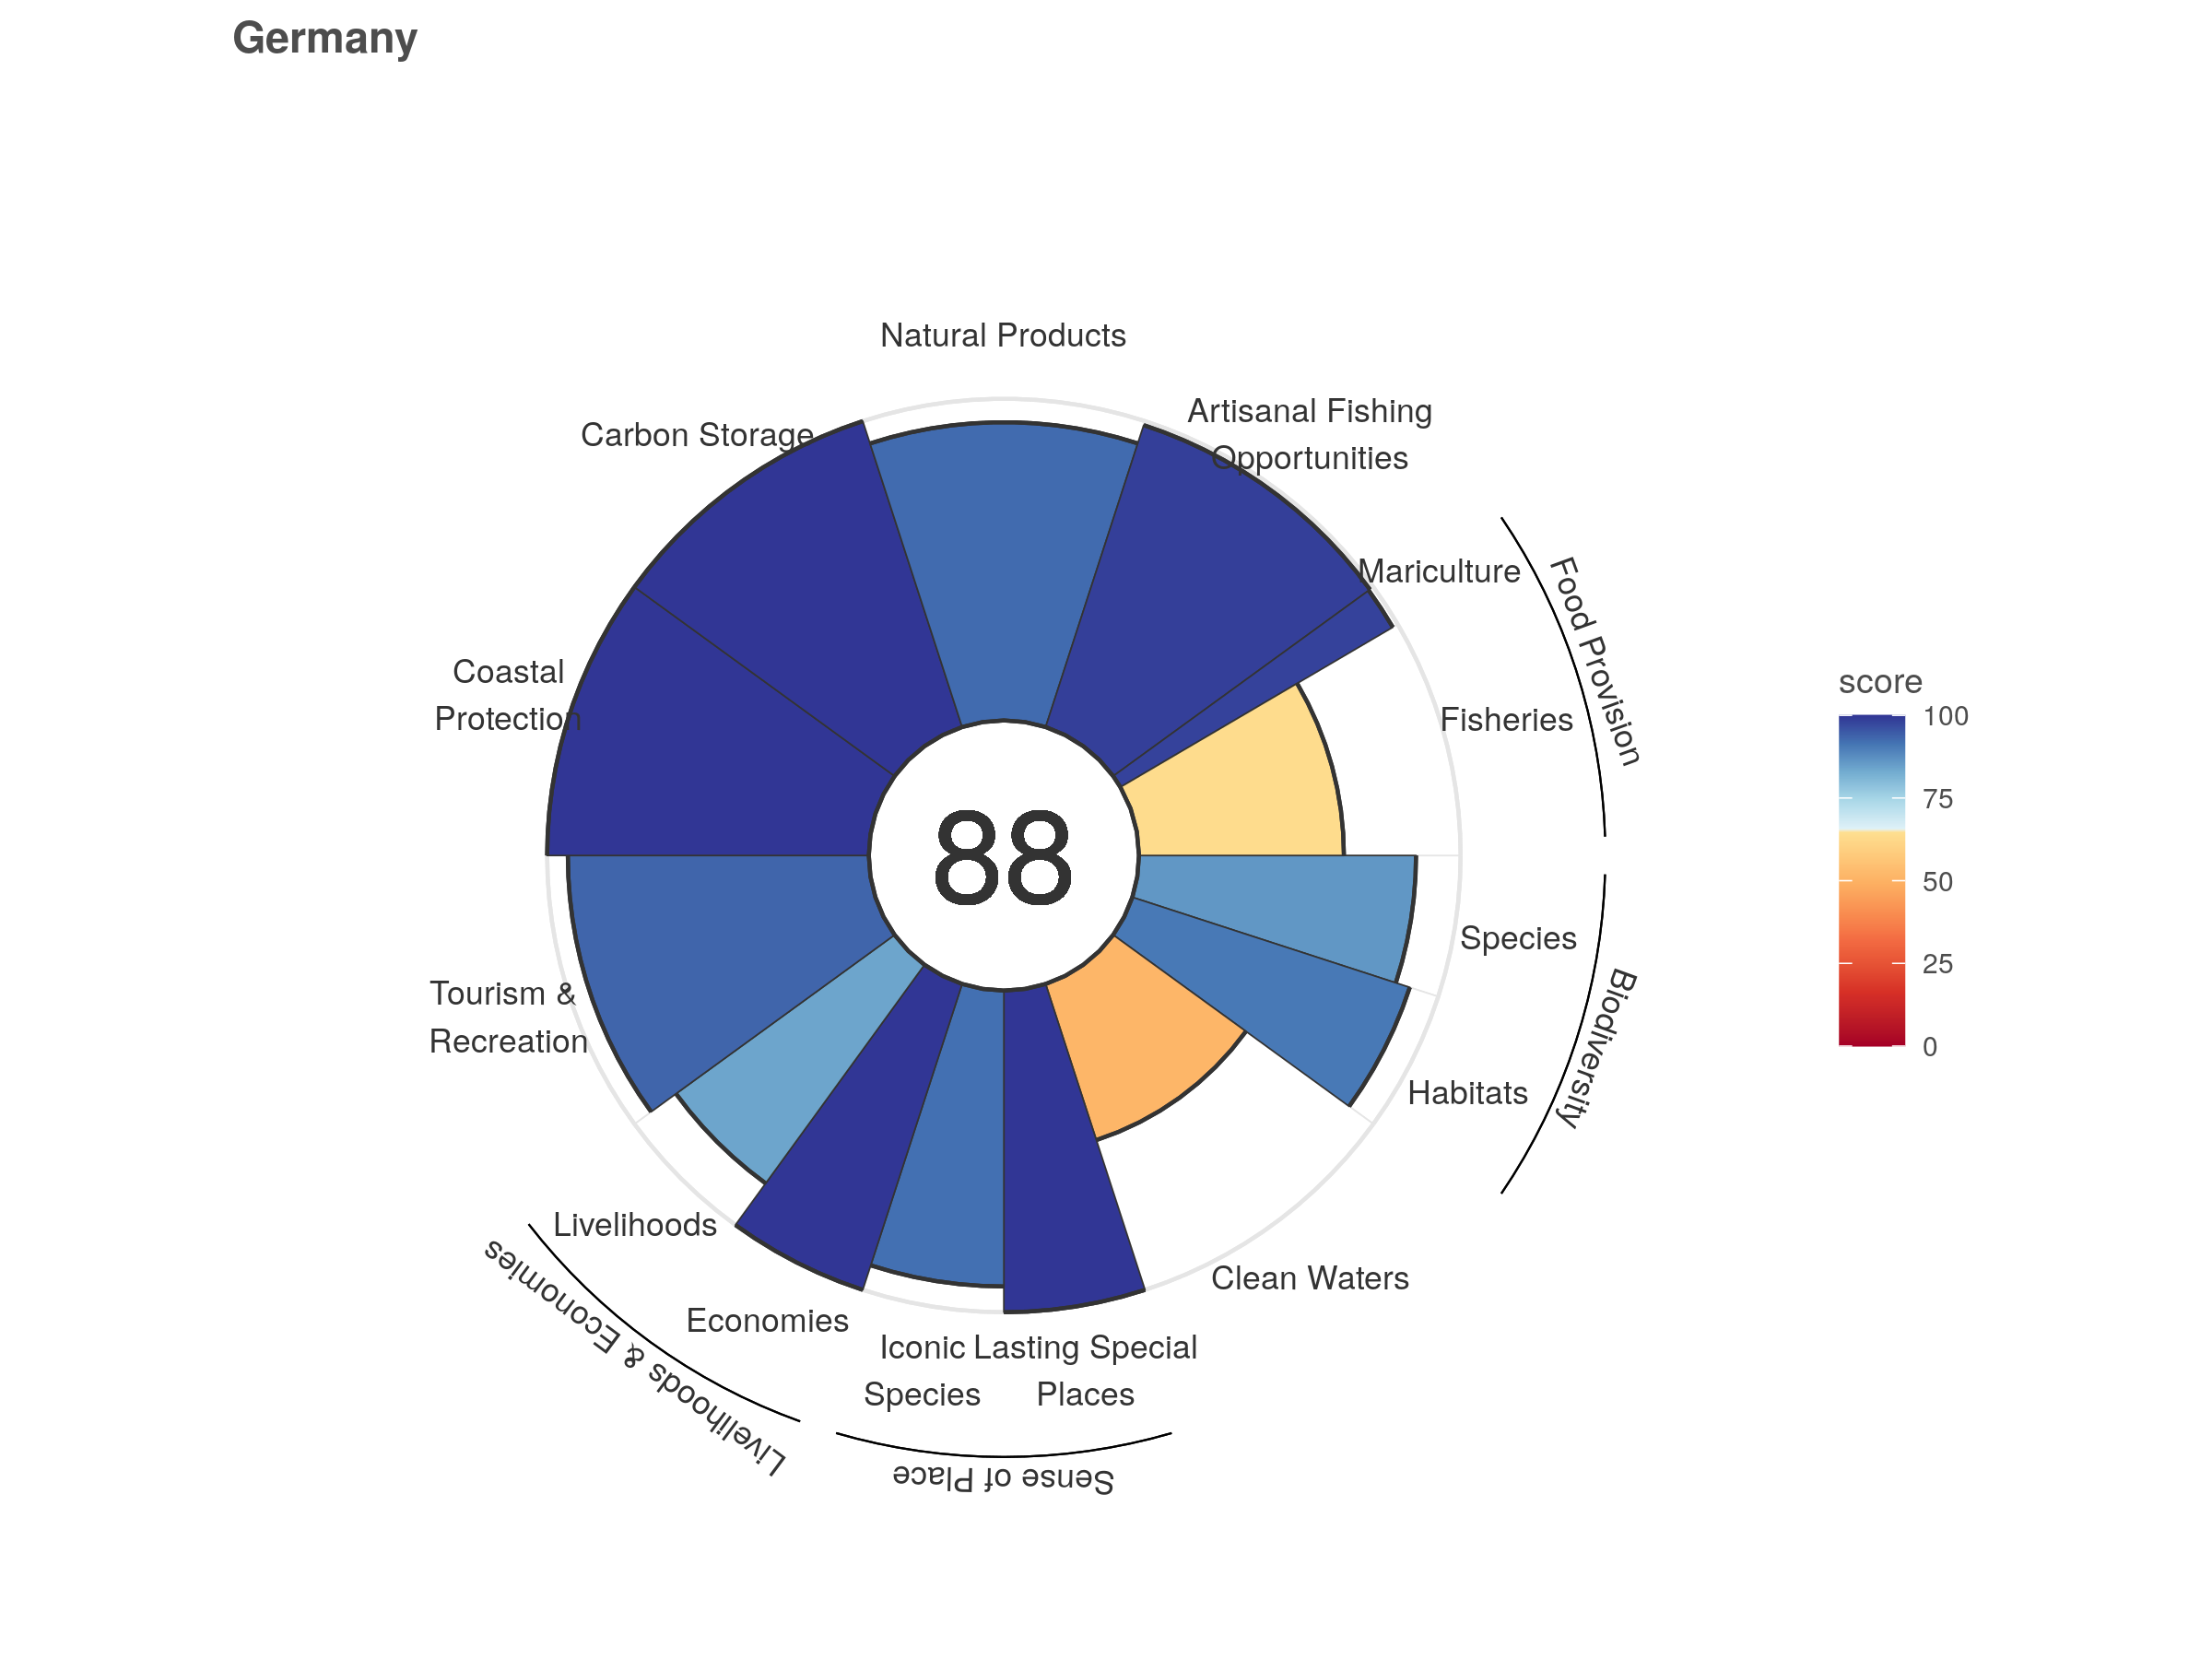 Germany
Natural Products
Artisanal Fishing
Opportunities
Carbon Storage
Mariculture
Food Provision
Fisheries
Coastal
Protection
88
score
100
75
50
25
0
Species
Biodiversity
Habitats
Tourism &
Recreation
Livelihoods
Clean Waters
Economies
Livelihoods & Economies
Iconic
Species
Lasting Special
Places
Sense of Place